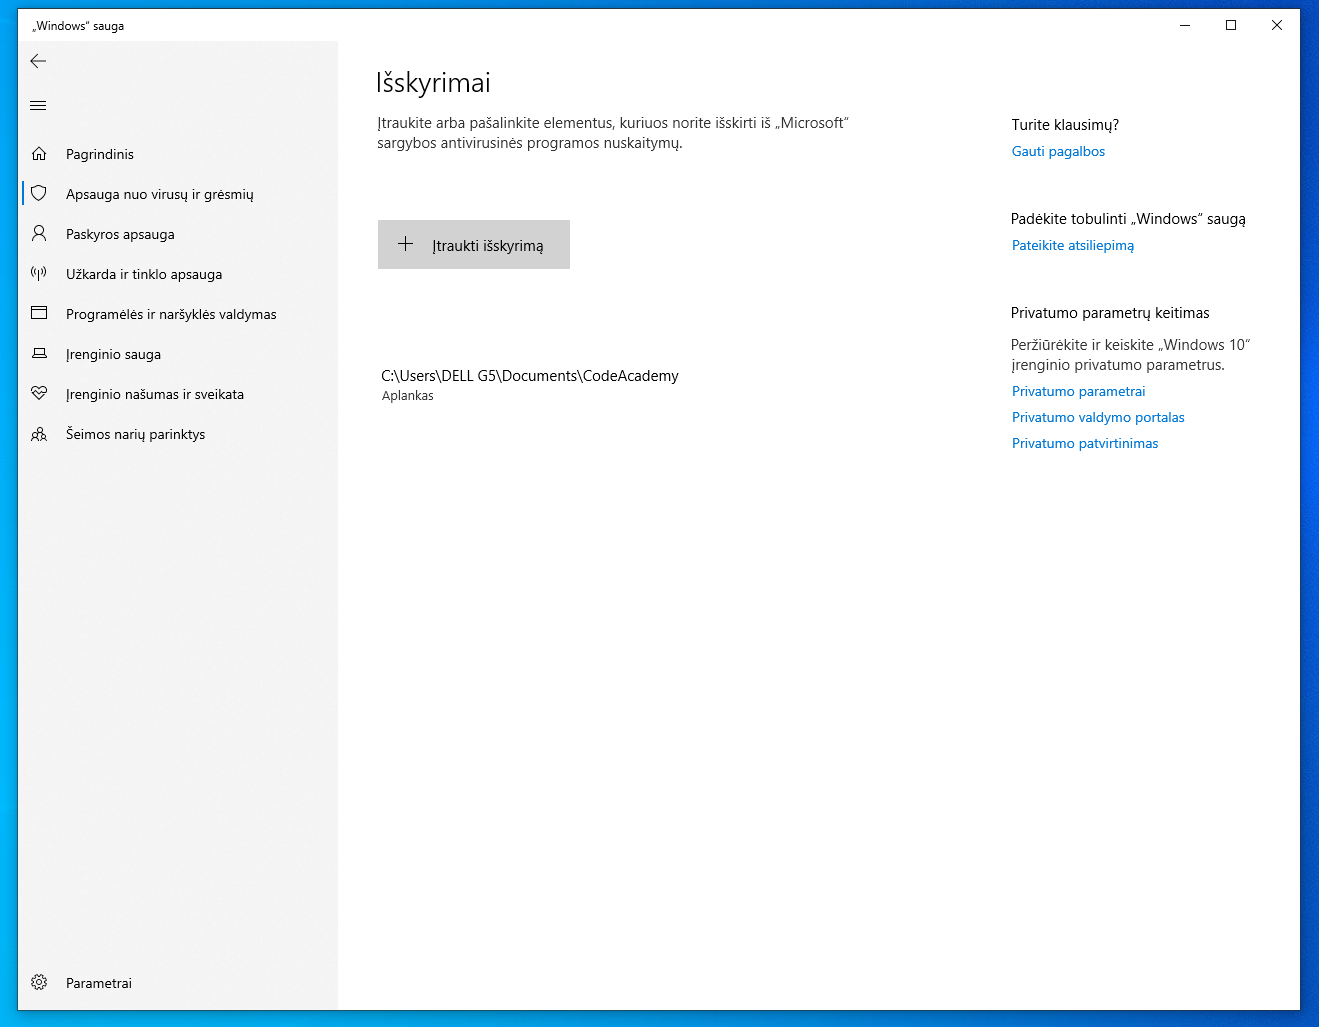 „Windows“ sauga
Pagrindinis
Apsauga nuo virusų ir grėsmių
Paskyros apsauga
Užkarda ir tinklo apsauga
Programėlės ir naršyklės valdymas
Įrenginio sauga
Įrenginio našumas ir sveikata
Šeimos narių parinktys
Parametrai
Išskyrimai
Įtraukite arba pašalinkite elementus, kuriuos norite išskirti iš „Microsoft“
sargybos antivirusinės programos nuskaitymų.
Įtraukti išskyrimą
C:\Users\DELL G5\Documents\CodeAcademy
Aplankas
Turite klausimų?
Gauti pagalbos
Padėkite tobulinti „Windows“ saugą
Pateikite atsiliepimą
Privatumo parametrų keitimas
Peržiūrėkite ir keiskite „Windows 10“
įrenginio privatumo parametrus.
Privatumo parametrai
Privatumo valdymo portalas
Privatumo patvirtinimas